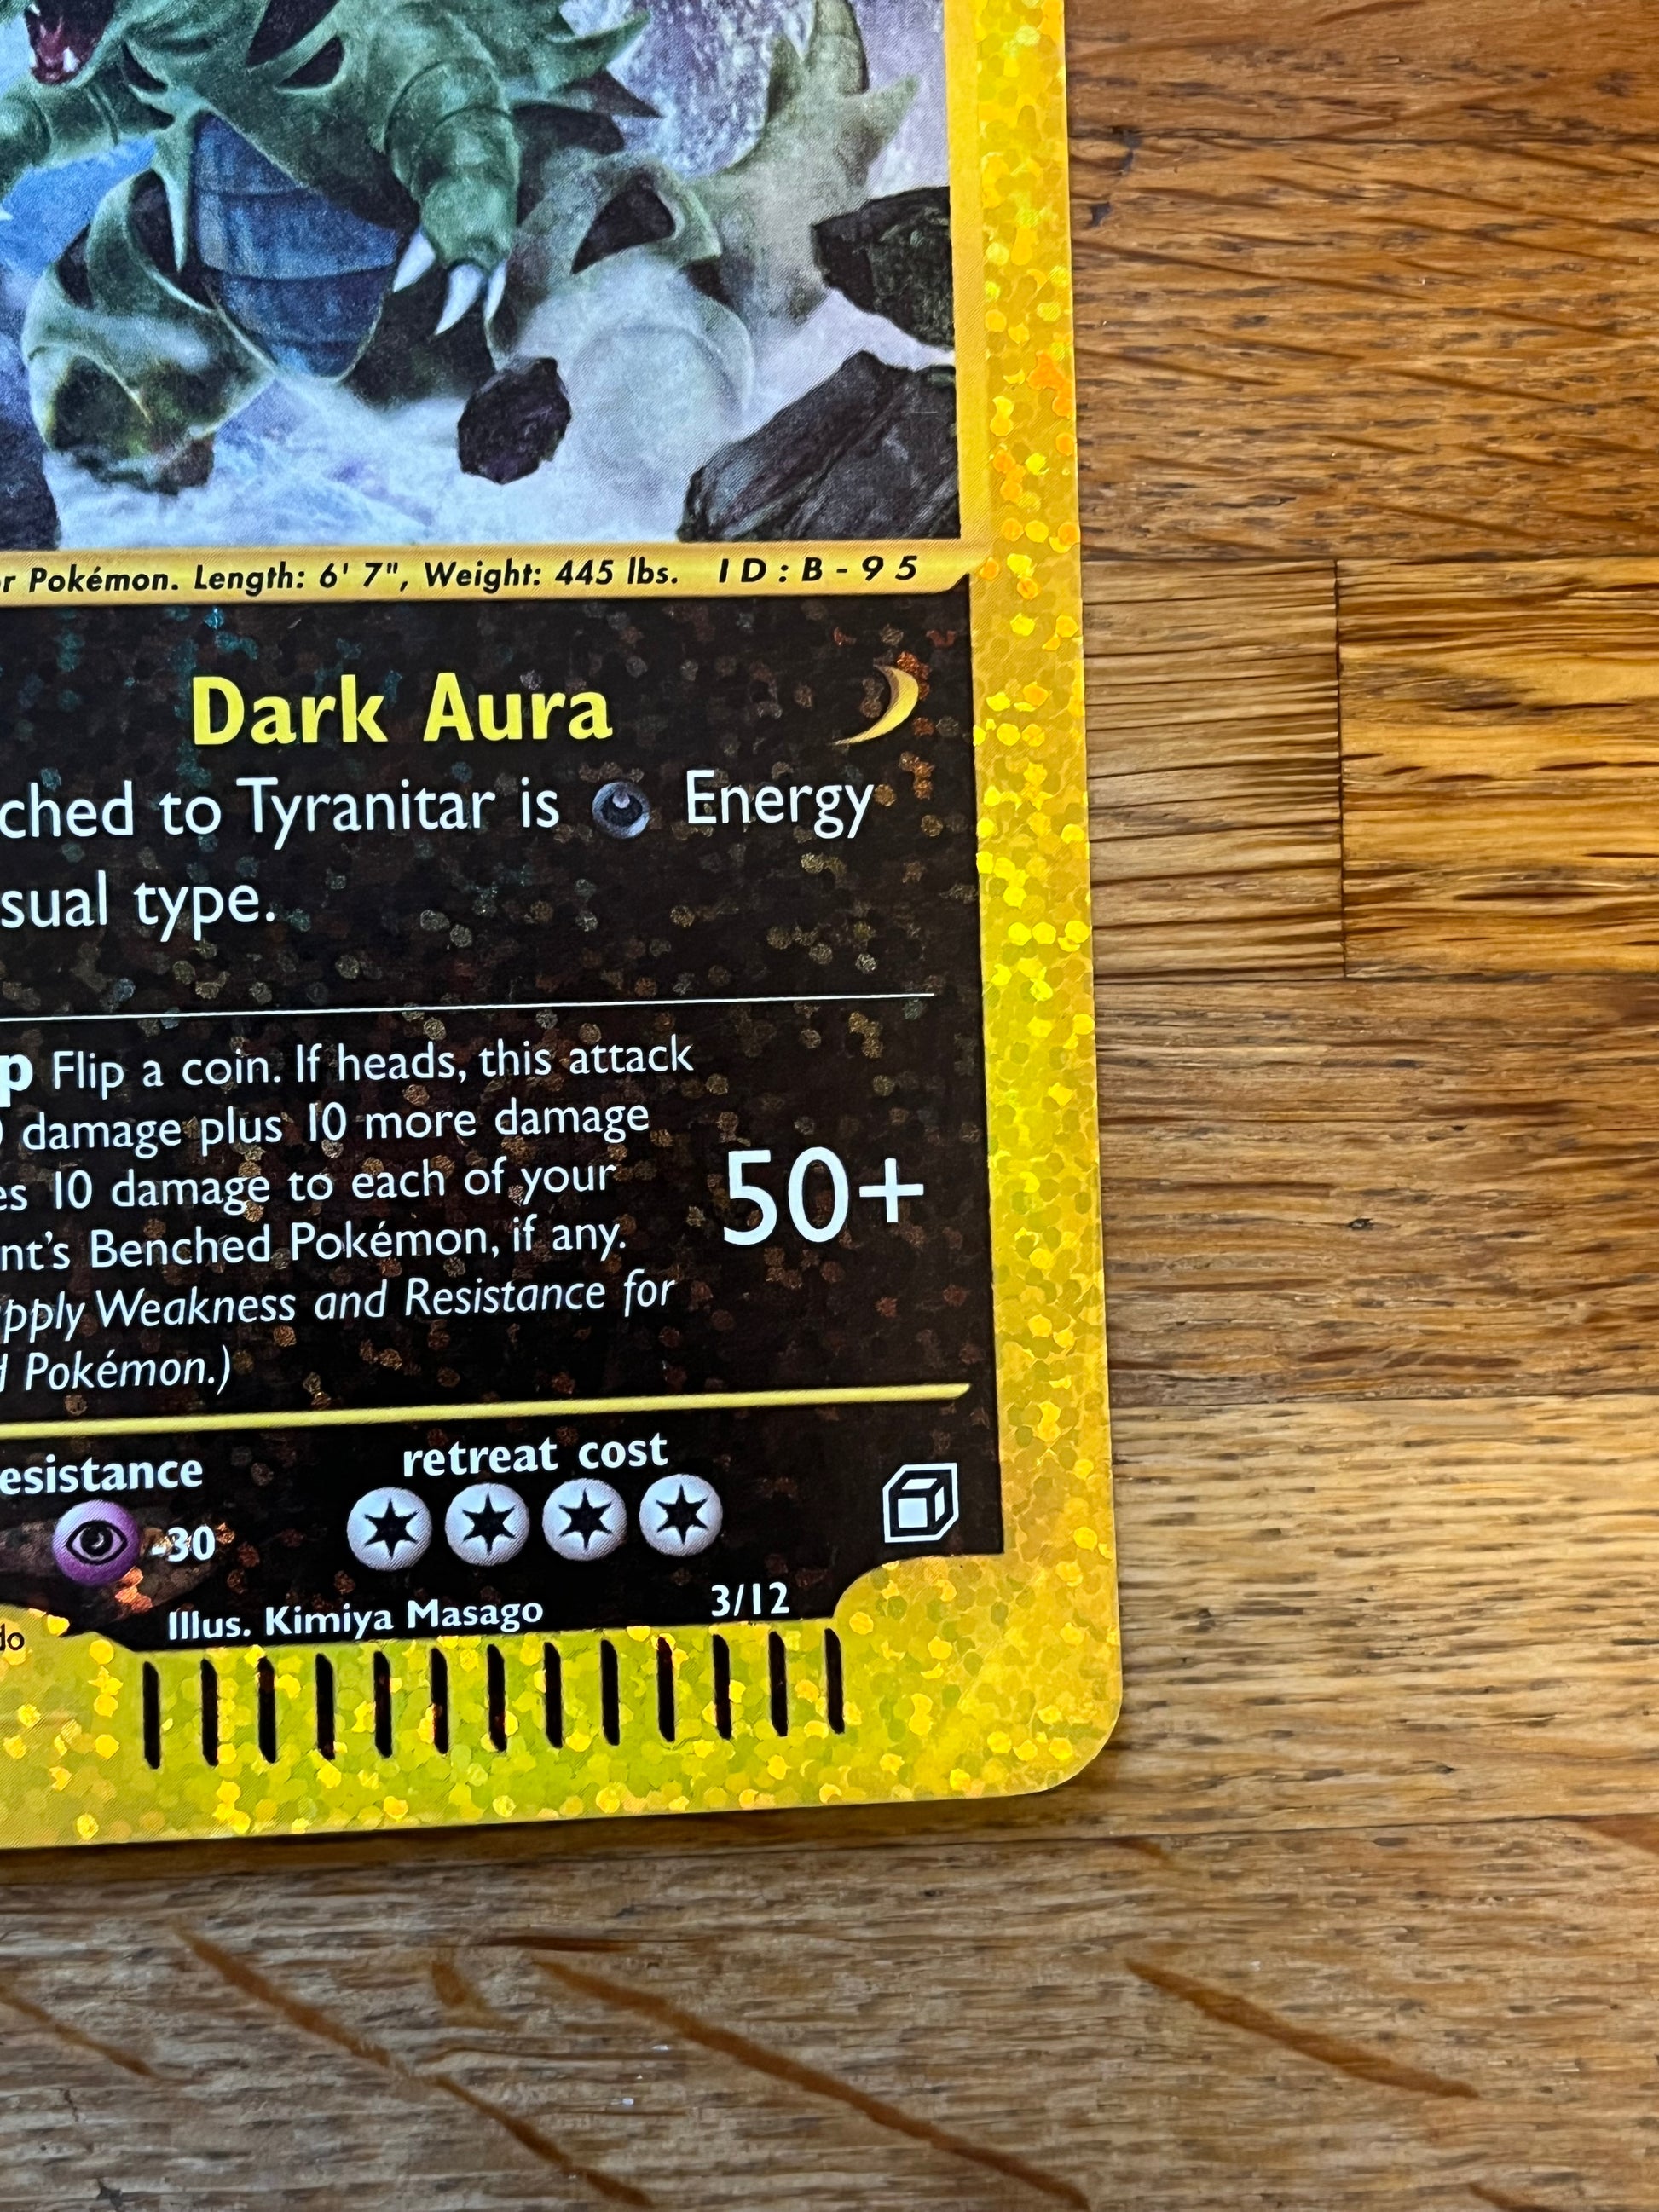 r Pokémon. Length: 6' 7", Weight: 445 lbs. ID:B-95
Dark Aura
ched to Tyranitar is Energy
sual type.
p Flip a coin. If heads, this attack
damage plus 10 more damage
es 10 damage to each of your
nt's Benched Pokémon, if any.
pply Weakness and Resistance for
d Pokémon.)
50+
esistance
-30
retreat cost
do
Illus. Kimiya Masago
3/12